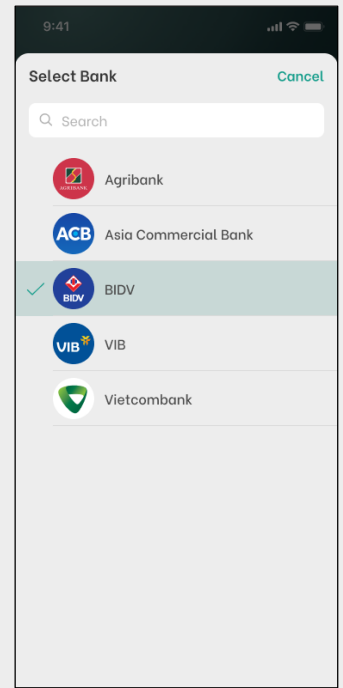 9:41
Select Bank
Cancel
Search
AGRIBANK
Agribank
ACB
Asia Commercial Bank
BIDV
BIDV
VIB
VIB
Vietcombank